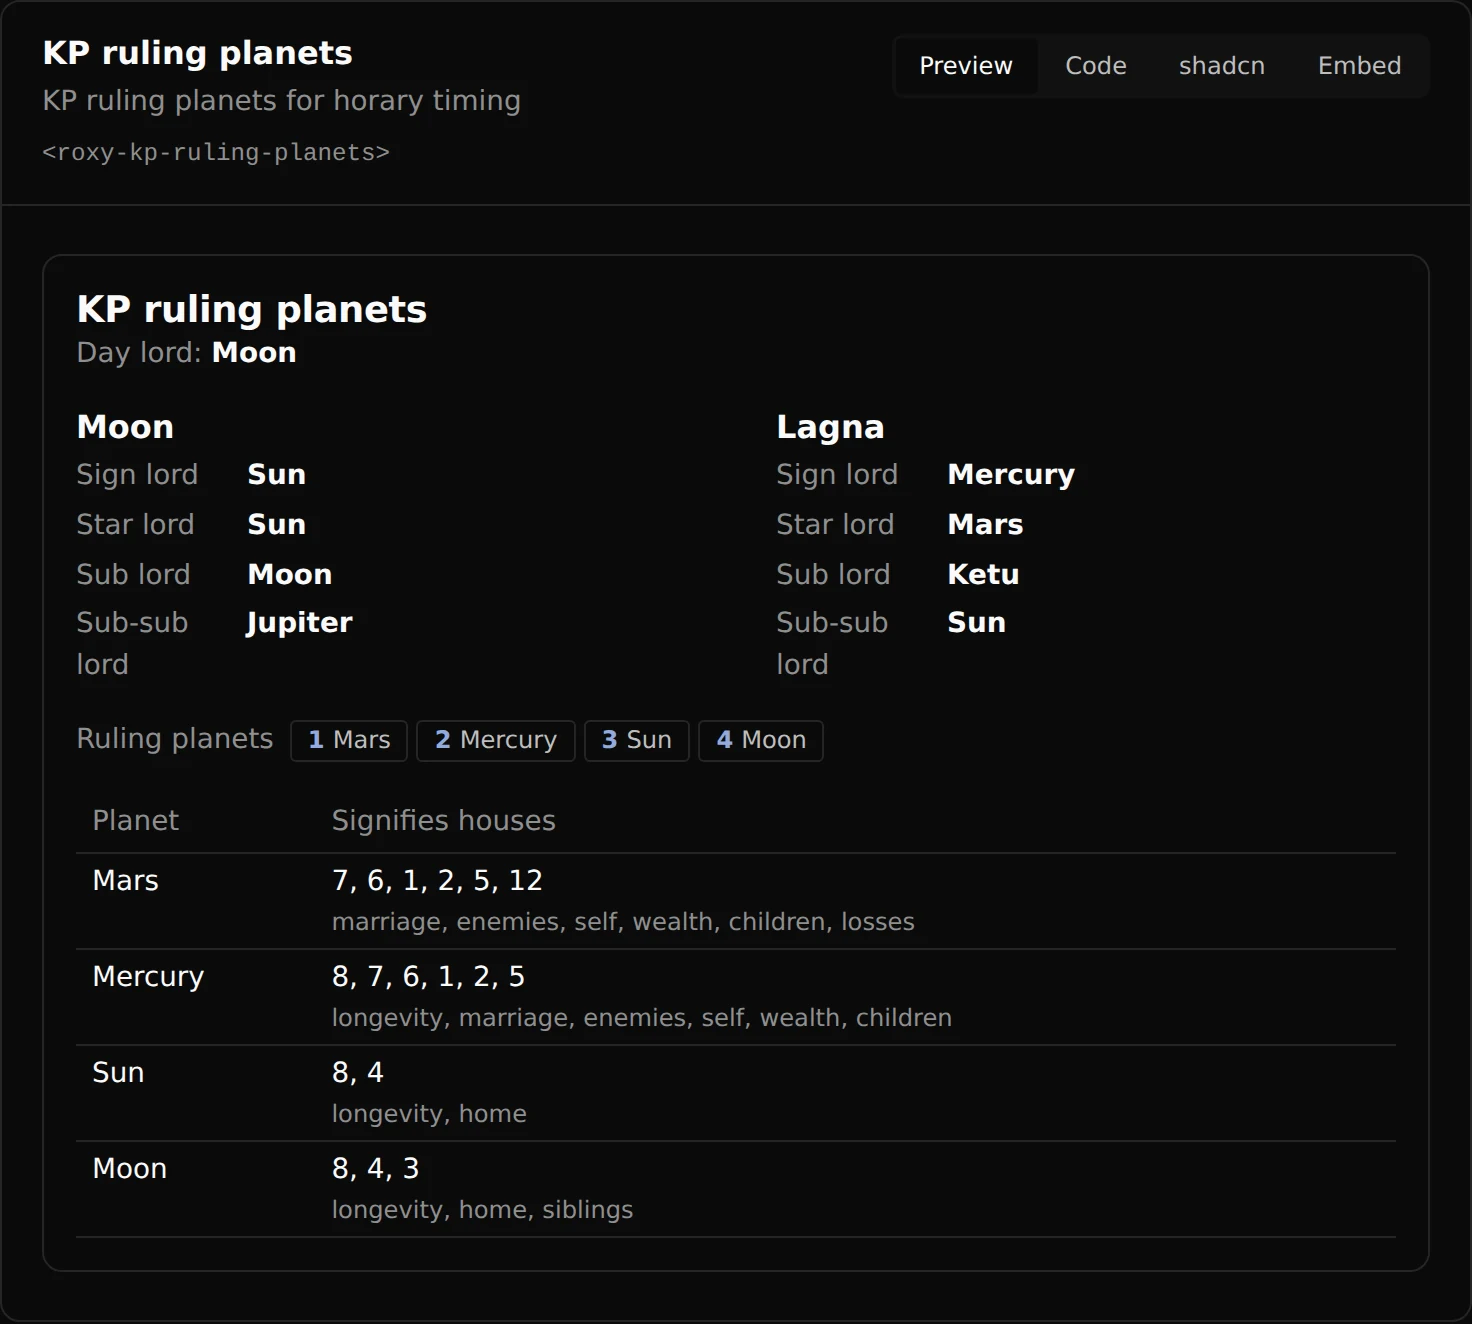 KP ruling planets
KP ruling planets for horary timing
<roxy-kp-ruling-planets>
Preview Code shadcn Embed
KP ruling planets
Day lord: Moon
Moon
Sign lord Sun
Star lord Sun
Sub lord Moon
Sub-sub lord Jupiter
Lagna
Sign lord Mercury
Star lord Mars
Sub lord Ketu
Sub-sub lord Sun
Ruling planets 1 Mars 2 Mercury 3 Sun 4 Moon
Planet Signifies houses
Mars 7, 6, 1, 2, 5, 12
marriage, enemies, self, wealth, children, losses
Mercury 8, 7, 6, 1, 2, 5
longevity, marriage, enemies, self, wealth, children
Sun 8, 4
longevity, home
Moon 8, 4, 3
longevity, home, siblings